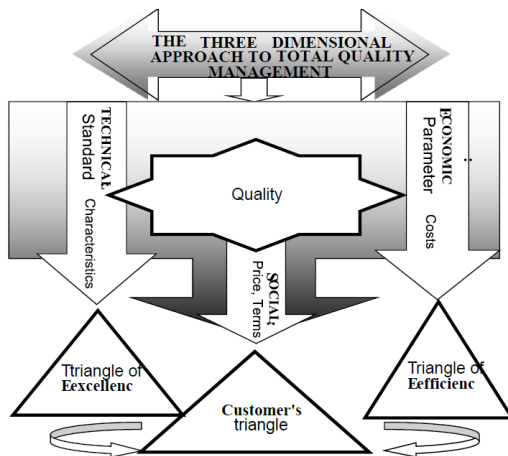 THE THREE DIMENSIONAL
APPROACH TO TOTAL QUALITY
MANAGEMENT
TECHNICAL:
Standard
Characteristics
Quality
ECONOMIC
:
Parameter
Costs
SOCIAL;
Price, Terms
Ttriangle of
Eexcellenc
Customer's
triangle
Triangle of
Eefficienc